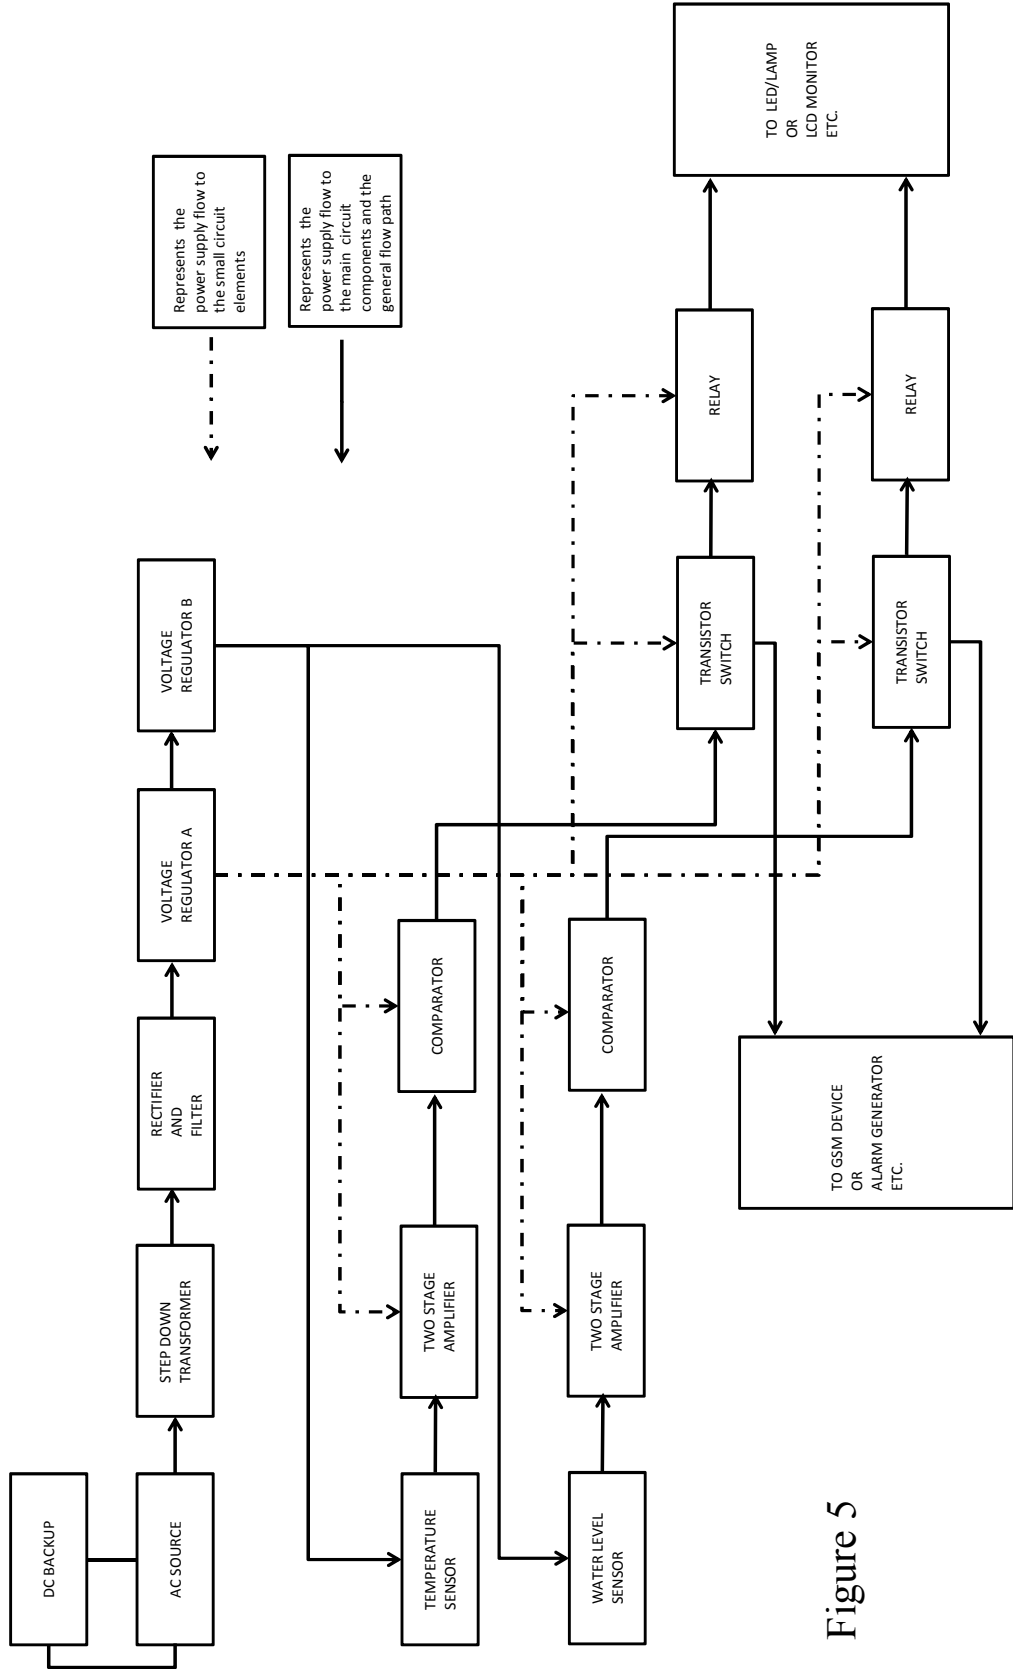 DC BACKUP
AC SOURCE
STEP DOWN
TRANSFORMER
RECTIFIER
AND
FILTER
VOLTAGE
REGULATOR A
VOLTAGE
REGULATOR B
Represents the
power supply flow to
the small circuit
elements
Represents the
power supply flow to
the main circuit
components and the
general flow path
TEMPERATURE
SENSOR
TWO STAGE
AMPLIFIER
COMPARATOR
WATER LEVEL
SENSOR
TWO STAGE
AMPLIFIER
COMPARATOR
TRANSISTOR
SWITCH
RELAY
TRANSISTOR
SWITCH
RELAY
TO LED/LAMP
OR
LCD MONITOR
ETC.
TO GSM DEVICE
OR
ALARM GENERATOR
ETC.
Figure 5